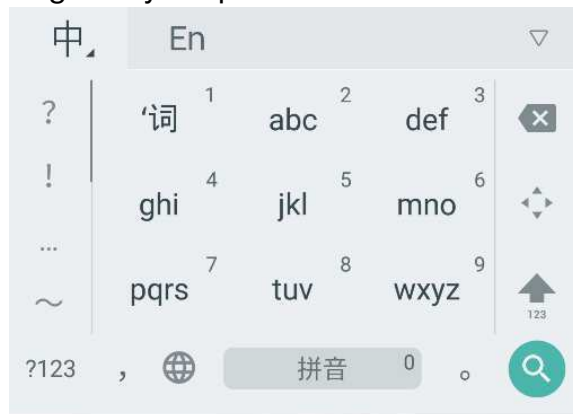 中 En
? '词 1 abc 2 def 3
! ghi 4 jkl 5 mno 6
... pqrs 7 tuv 8 wxyz 9
～ 123
?123 , 拼音 0 。